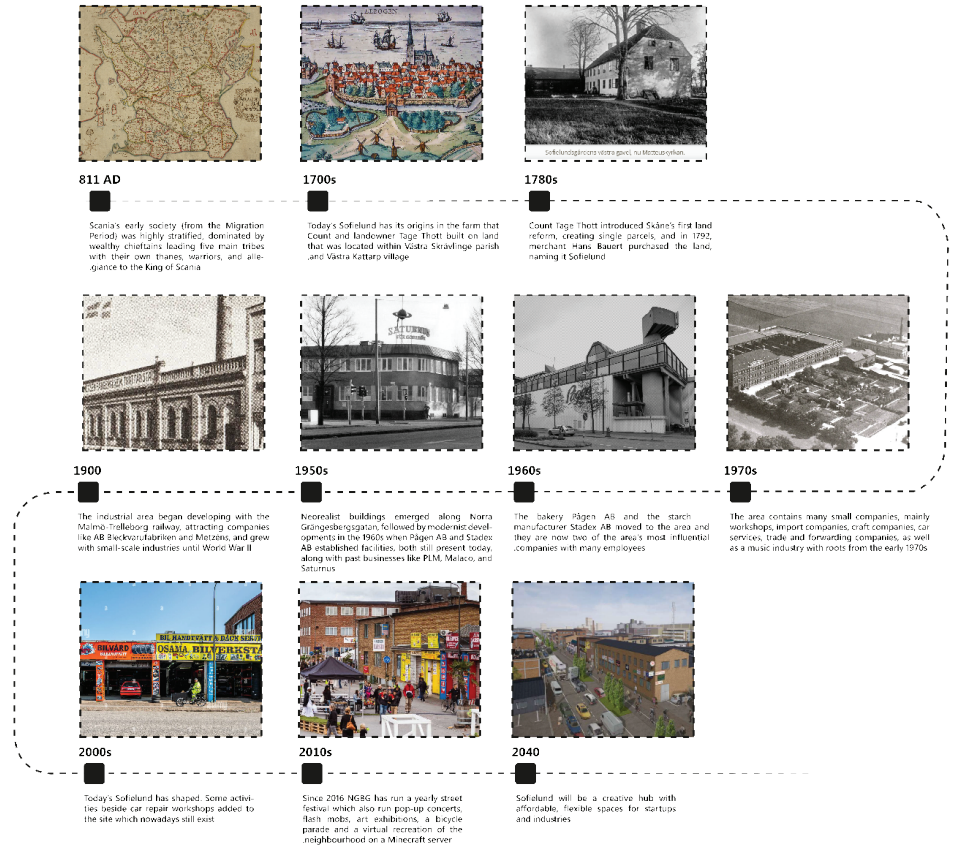 ALBOGEN
Sofielundsgårdens västra gavel, nu Matteuskyrkan.
811 AD
1700s
1780s
Scania's early society (from the Migration
Period) was highly stratified, dominated by
wealthy chieftains leading five main tribes
with their own thanes, warriors, and alle-
.giance to the King of Scania
Today's Sofielund has its origins in the farm that
Count and landowner Tage Thott built on land
that was located within Västra Skrävlinge parish
.and Västra Kattarp village
Count Tage Thott introduced Skåne's first land
reform, creating single parcels, and in 1792,
merchant Hans Bauert purchased the land,
naming it Sofielund
SATURNUS
1900
1950s
1960s
1970s
The industrial area began developing with the
Malmö-Trelleborg railway, attracting companies
like AB Bleckvarufabriken and Metzéns, and grew
with small-scale industries until World War II
Neorealist buildings emerged along Norra
Grängesbergsgatan, followed by modernist devel-
opments in the 1960s when Pågen AB and Stadex
AB established facilities, both still present today,
along with past businesses like PLM, Malaco, and
Saturnus
The bakery Pågen AB and the starch
manufacturer Stadex AB moved to the area and
they are now two of the area's most influential
.companies with many employees
The area contains many small companies, mainly
workshops, import companies, craft companies, car
services, trade and forwarding companies, as well
as a music industry with roots from the early 1970s
BIL HANDTVÄTT & DÄCK SERV
BILVÅRD
OSAMA. BILVERKSTA
2000s
2010s
2040
Today's Sofielund has shaped. Some activi-
ties beside car repair workshops added to
the site which nowadays still exist
Since 2016 NGBG has run a yearly street
festival which also run pop-up concerts,
flash mobs, art exhibitions, a bicycle
parade and a virtual recreation of the
.neighbourhood on a Minecraft server
Sofielund will be a creative hub with
affordable, flexible spaces for startups
and industries